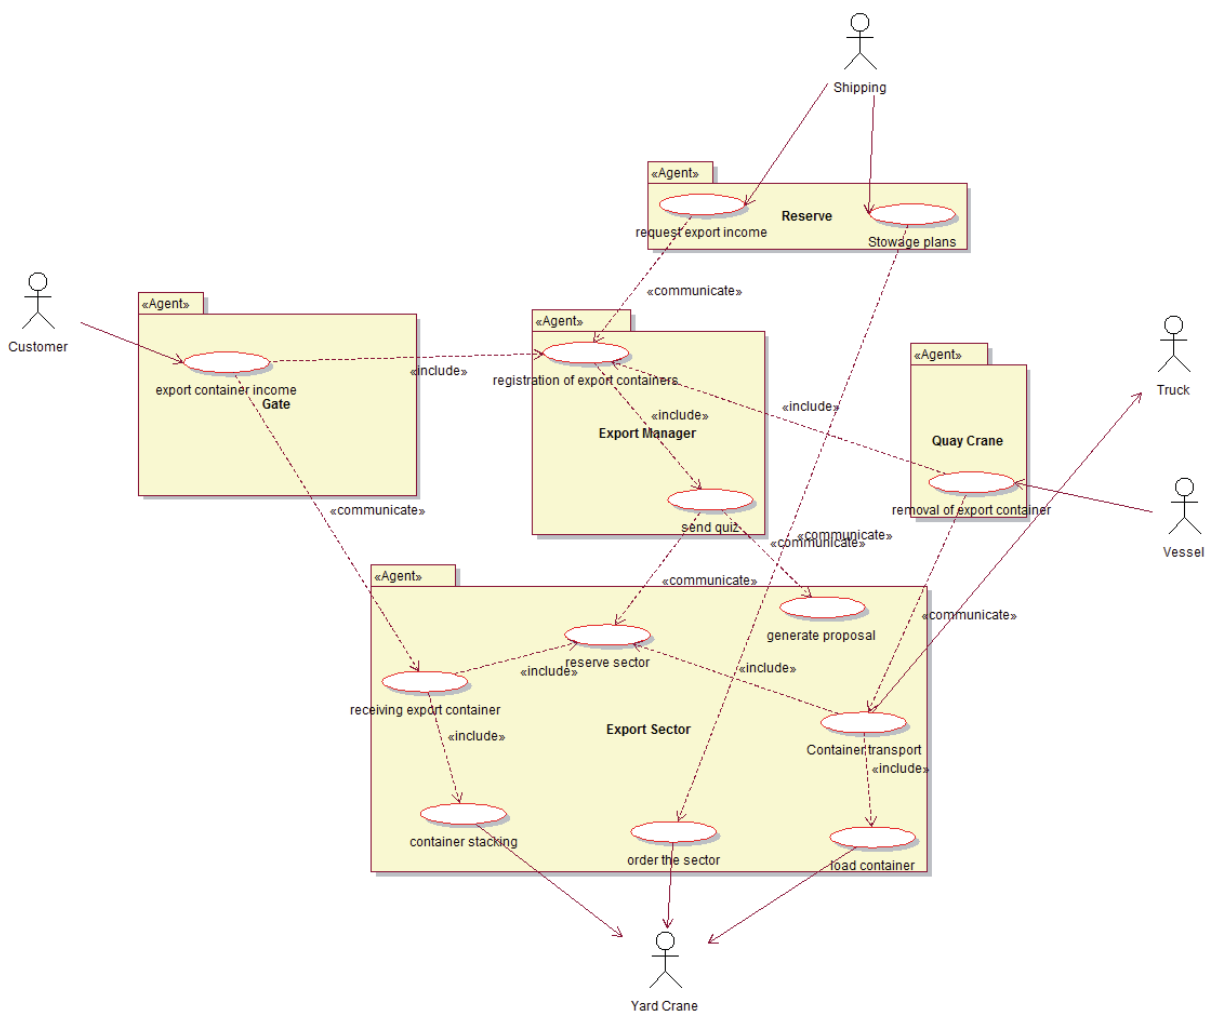 Shipping
«Agent»
request export income
Reserve
Stowage plans
«communicate»
Customer
«Agent»
export container income
Gate
«include»
«Agent»
registration of export containers
«include»
Export Manager
send quiz
«include»
«Agent»
Quay Crane
removal of export container
Truck
Vessel
«communicate»
«communicate»
«communicate»
«communicate»
«communicate»
«Agent»
generate proposal
reserve sector
«include»
«include»
receiving export container
Export Sector
«include»
Container transport
«include»
container stacking
order the sector
load container
Yard Crane